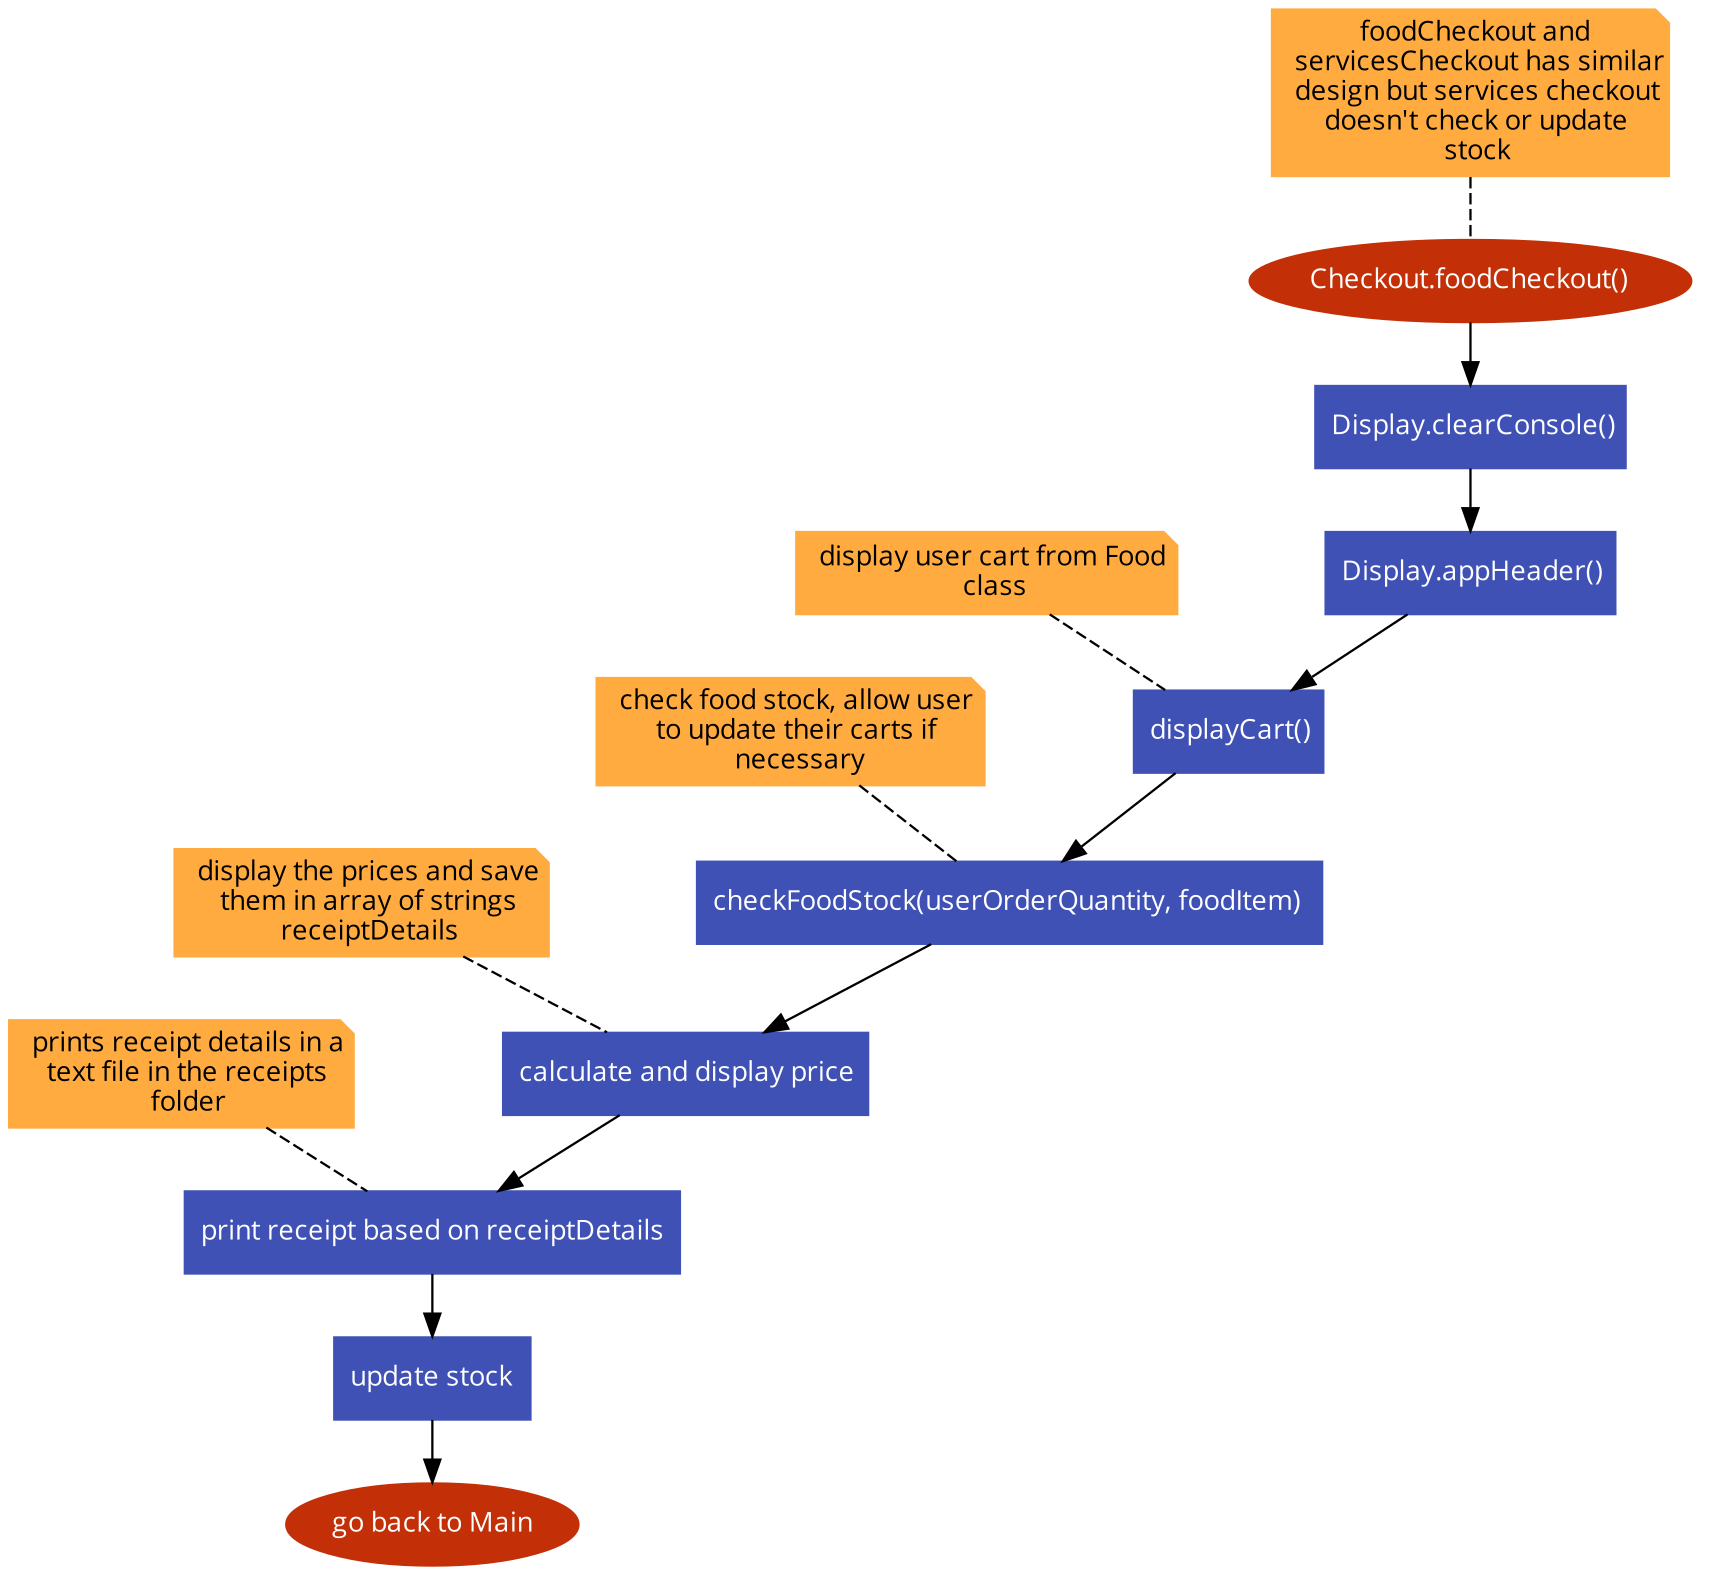 foodCheckout and
servicesCheckout has similar
design but services checkout
doesn't check or update
stock
Checkout.foodCheckout()
Display.clearConsole()
display user cart from Food
class
Display.appHeader()
check food stock, allow user
to update their carts if
necessary
displayCart()
display the prices and save
them in array of strings
receiptDetails
checkFoodStock(userOrderQuantity, foodItem)
prints receipt details in a
text file in the receipts
folder
calculate and display price
print receipt based on receiptDetails
update stock
go back to Main